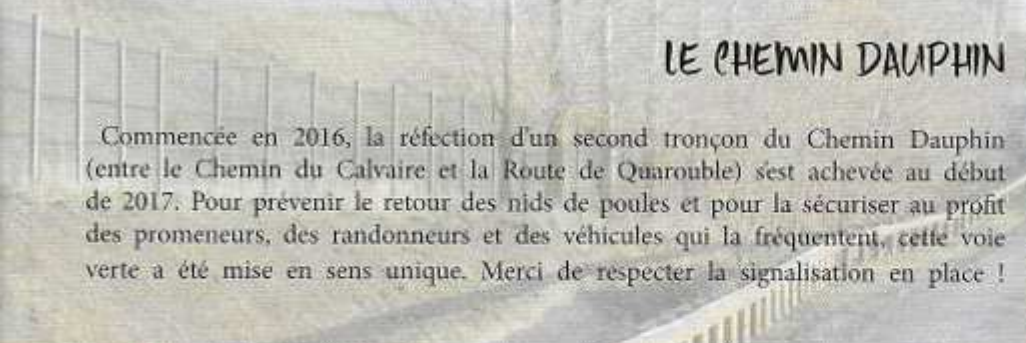 LE CHEMIN DAUPHIN
Commencée en 2016, la réfection d'un second tronçon du Chemin Dauphin
(entre le Chemin du Calvaire et la Route de Quarouble) s'est achevée au début
de 2017. Pour prévenir le retour des nids de poules et pour la sécuriser au profit
des promeneurs, des randonneurs et des véhicules qui la fréquentent, cette voie
verte a été mise en sens unique. Merci de respecter la signalisation en place !